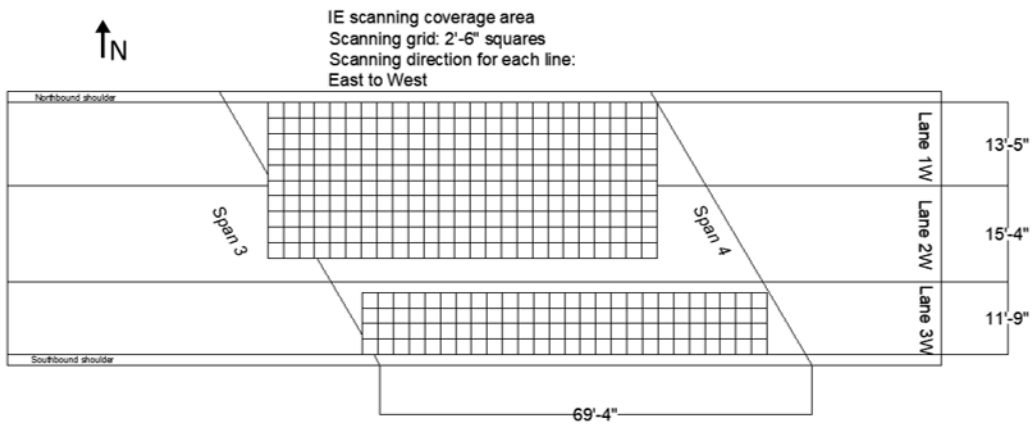 N
IE scanning coverage area
Scanning grid: 2'-6" squares
Scanning direction for each line:
East to West
Northbound shoulder
Lane 1W
13'-5"
Span 3
Span 4
Lane 2W
15'-4"
Lane 3W
11'-9"
Southbound shoulder
69'-4"